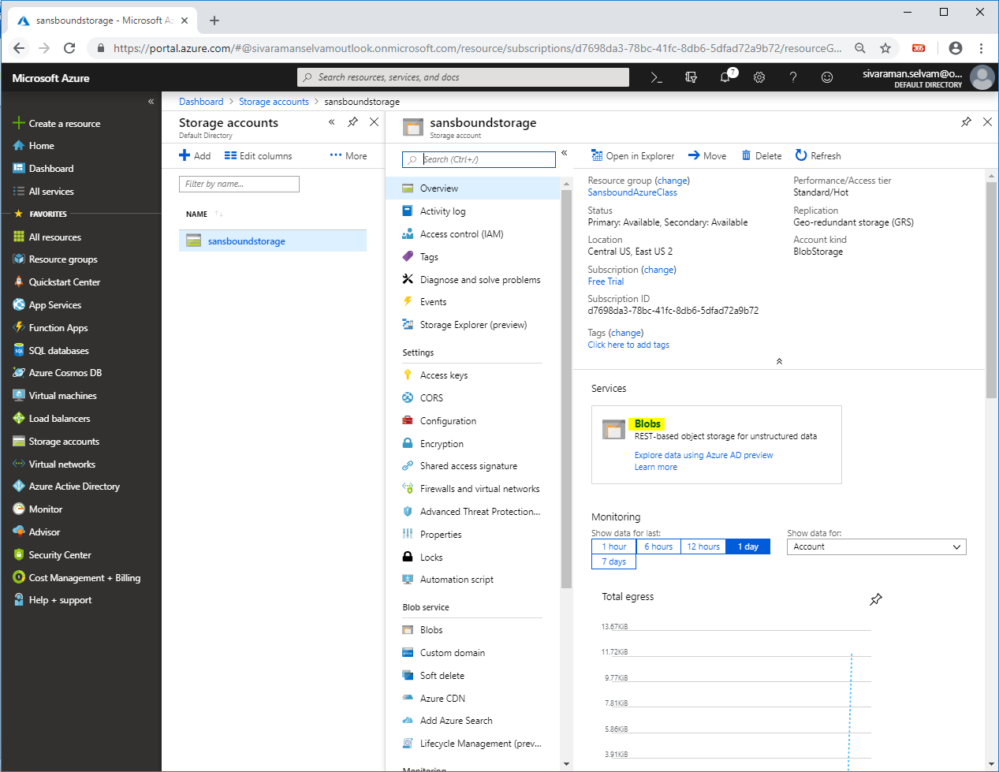 sansboundstorage - Microsoft Az
https://portal.azure.com/#@sivaramanselvamoutlook.onmicrosoft.com/resource/subscriptions/d7698da3-78bc-41fc-8db6-5dfad72a9b72/resourceG...
365
Microsoft Azure
Search resources, services, and docs
7
sivaraman.selvam@o...
DEFAULT DIRECTORY
Create a resource
Home
Dashboard
All services
FAVORITES
All resources
Resource groups
Quickstart Center
App Services
Function Apps
SQL databases
Azure Cosmos DB
Virtual machines
Load balancers
Storage accounts
Virtual networks
Azure Active Directory
Monitor
Advisor
Security Center
Cost Management + Billing
Help + support
Dashboard > Storage accounts > sansboundstorage
Storage accounts
Default Directory
Add
Edit columns
More
Filter by name...
NAME
sansboundstorage
sansboundstorage
Storage account
Search (Ctrl+/)
Overview
Activity log
Access control (IAM)
Tags
Diagnose and solve problems
Events
Storage Explorer (preview)
Settings
Access keys
CORS
Configuration
Encryption
Shared access signature
Firewalls and virtual networks
Advanced Threat Protection...
Properties
Locks
Automation script
Blob service
Blobs
Custom domain
Soft delete
Azure CDN
Add Azure Search
Lifecycle Management (prev...
Monitoring
Open in Explorer
Move
Delete
Refresh
Resource group (change)
SansboundAzureClass
Status
Primary: Available, Secondary: Available
Location
Central US, East US 2
Subscription (change)
Free Trial
Subscription ID
d7698da3-78bc-41fc-8db6-5dfad72a9b72
Tags (change)
Click here to add tags
Performance/Access tier
Standard/Hot
Replication
Geo-redundant storage (GRS)
Account kind
BlobStorage
Services
Blobs
REST-based object storage for unstructured data
Explore data using Azure AD preview
Learn more
Monitoring
Show data for last:
1 hour
6 hours
12 hours
1 day
7 days
Show data for:
Account
Total egress
13.67KiB
11.72KiB
9.77KiB
7.81KiB
5.86KiB
3.91KiB